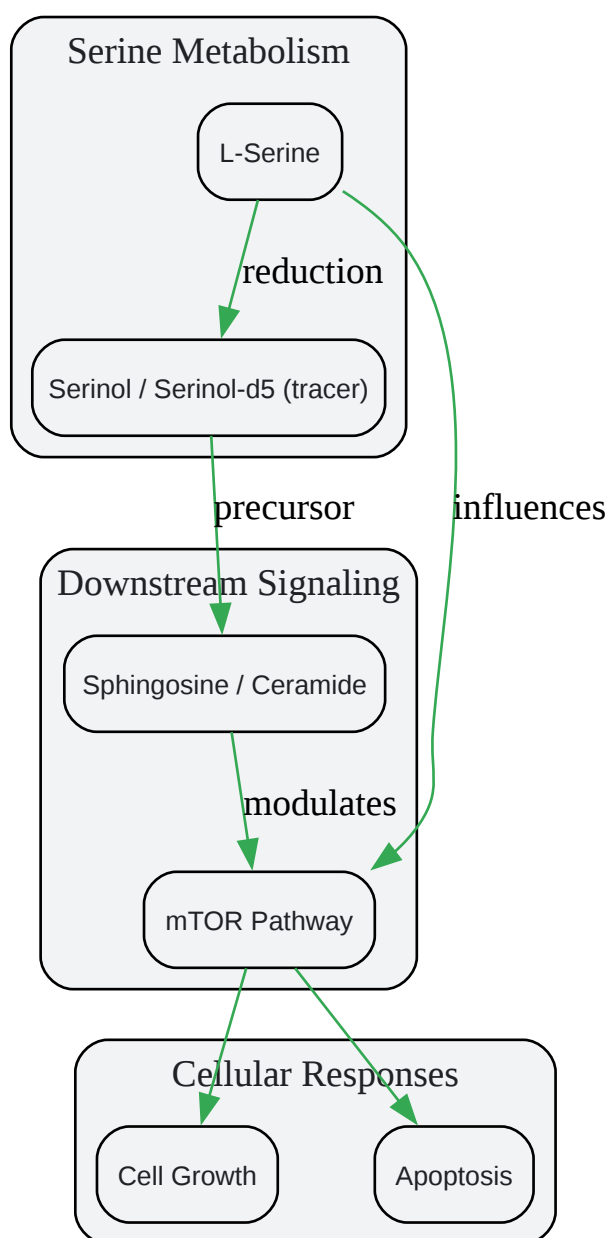 Serine Metabolism
L-Serine
reduction
Serinol / Serinol-d5 (tracer)
precursor
influences
Downstream Signaling
Sphingosine / Ceramide
modulates
mTOR Pathway
Cellular Responses
Cell Growth
Apoptosis